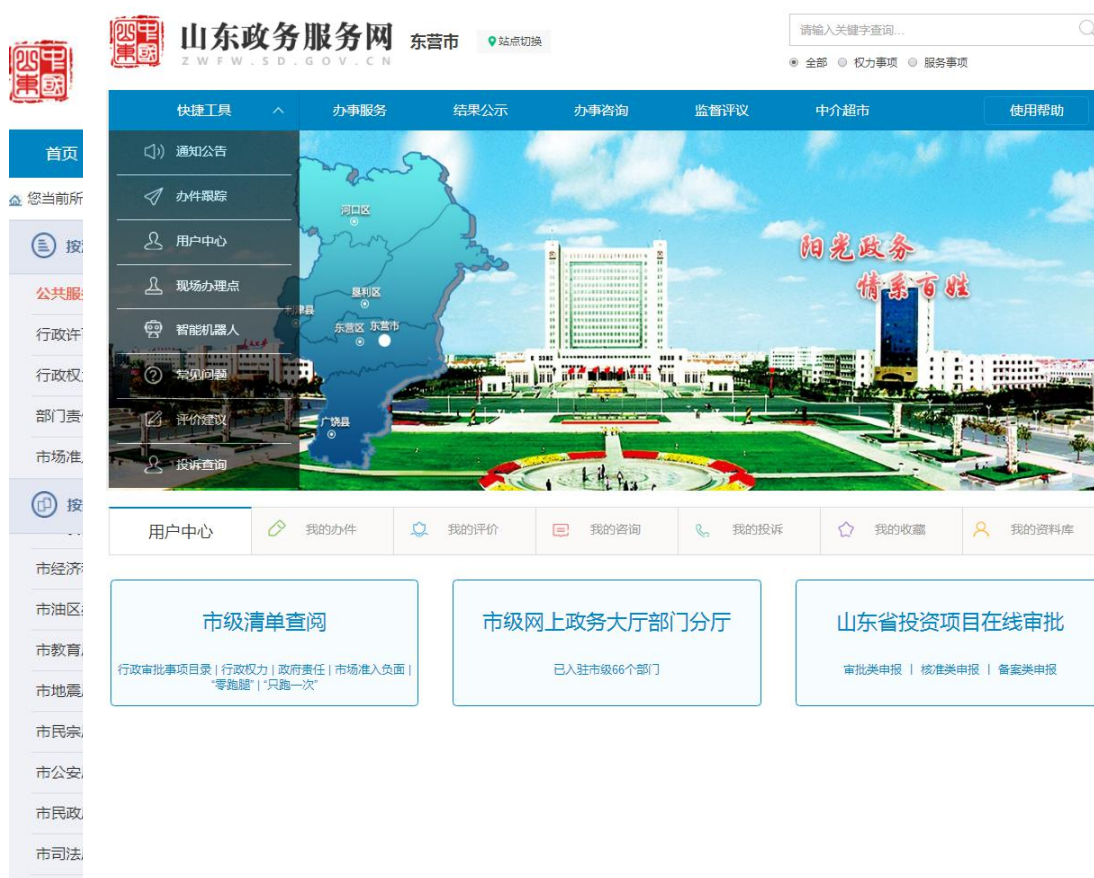 山东政务服务网 东营市 站点切换
ZWFW.SD.GOV.CN
请输入关键字查询...
全部 权力事项 服务事项
快捷工具 办事服务 结果公示 办事咨询 监督评议 中介超市 使用帮助
通知公告
办件跟踪
用户中心
现场办理点
智能机器人
常见问题
评价建议
投诉查询
河口区
垦利区
利津县
东营区 东营市
广饶县
阳光政务
情系百姓
用户中心 我的办件 我的评价 我的咨询 我的投诉 我的收藏 我的资料库
市级清单查阅
行政审批事项目录 | 行政权力 | 政府责任 | 市场准入负面 |
“零跑腿” | “只跑一次”
市级网上政务大厅部门分厅
已入驻市级66个部门
山东省投资项目在线审批
审批类申报 | 核准类申报 | 备案类申报
中國
山東
首页
您当前所
按
公共服
行政许
行政权
部门责
市场准
按
市经济
市油区
市教育
市地震
市民宗
市公安
市民政
市司法